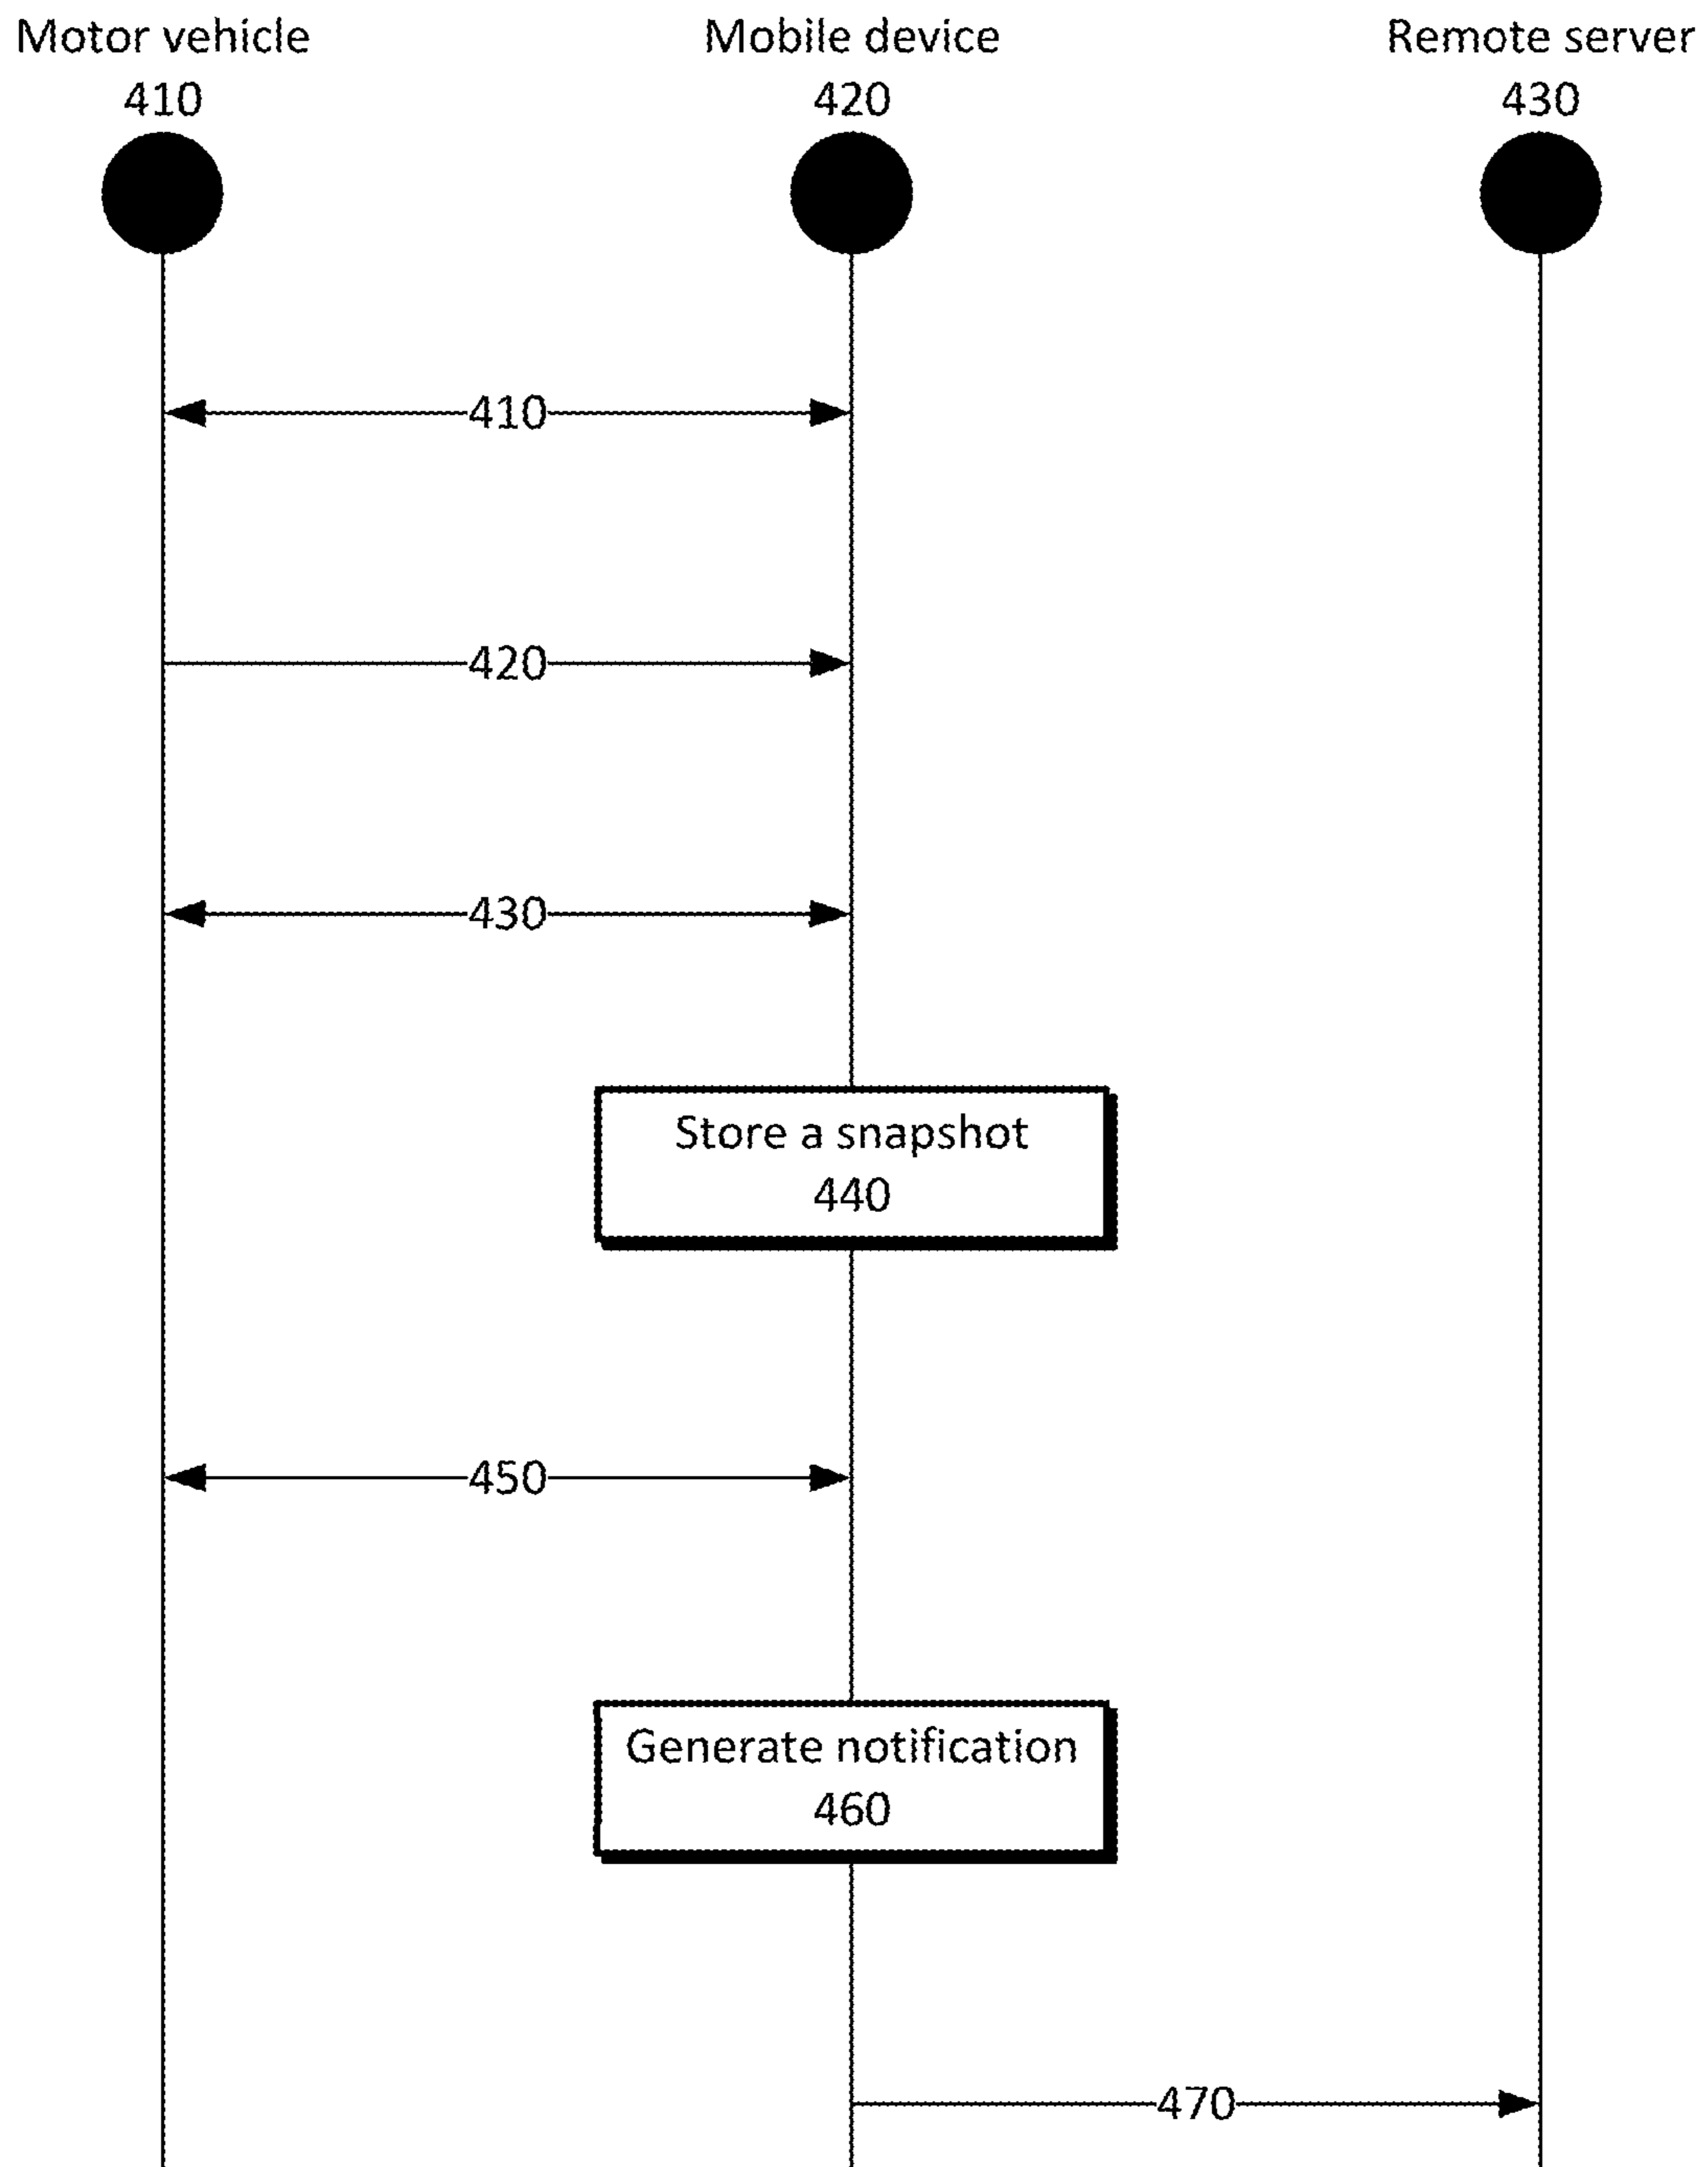 Motor vehicle
410
Mobile device
420
Remote server
430
410
420
430
Store a snapshot
440
450
Generate notification
460
470